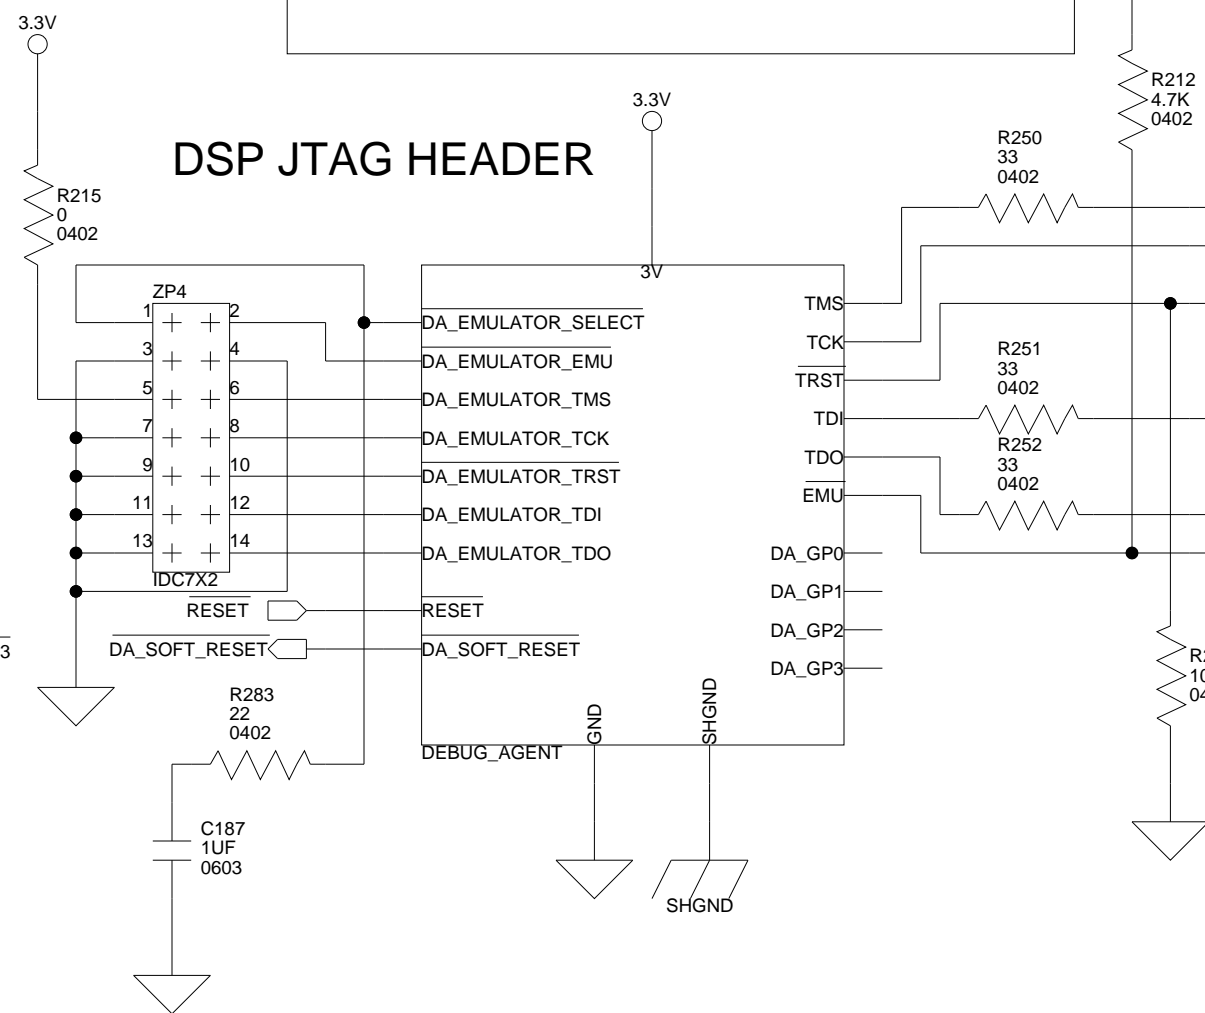 3.3V
R212
4.7K
0402
3.3V
DSP JTAG HEADER
R250
33
0402
R215
0
0402
3V
ZP4
1
2
3
4
5
6
7
8
9
10
11
12
13
14
IDC7X2
DA_EMULATOR_SELECT
DA_EMULATOR_EMU
DA_EMULATOR_TMS
DA_EMULATOR_TCK
DA_EMULATOR_TRST
DA_EMULATOR_TDI
DA_EMULATOR_TDO
RESET
DA_SOFT_RESET
TMS
TCK
TRST
TDI
TDO
EMU
DA_GP0
DA_GP1
DA_GP2
DA_GP3
R251
33
0402
R252
33
0402
RESET
DA_SOFT_RESET
3
R283
22
0402
GND
SHGND
DEBUG_AGENT
C187
1UF
0603
SHGND